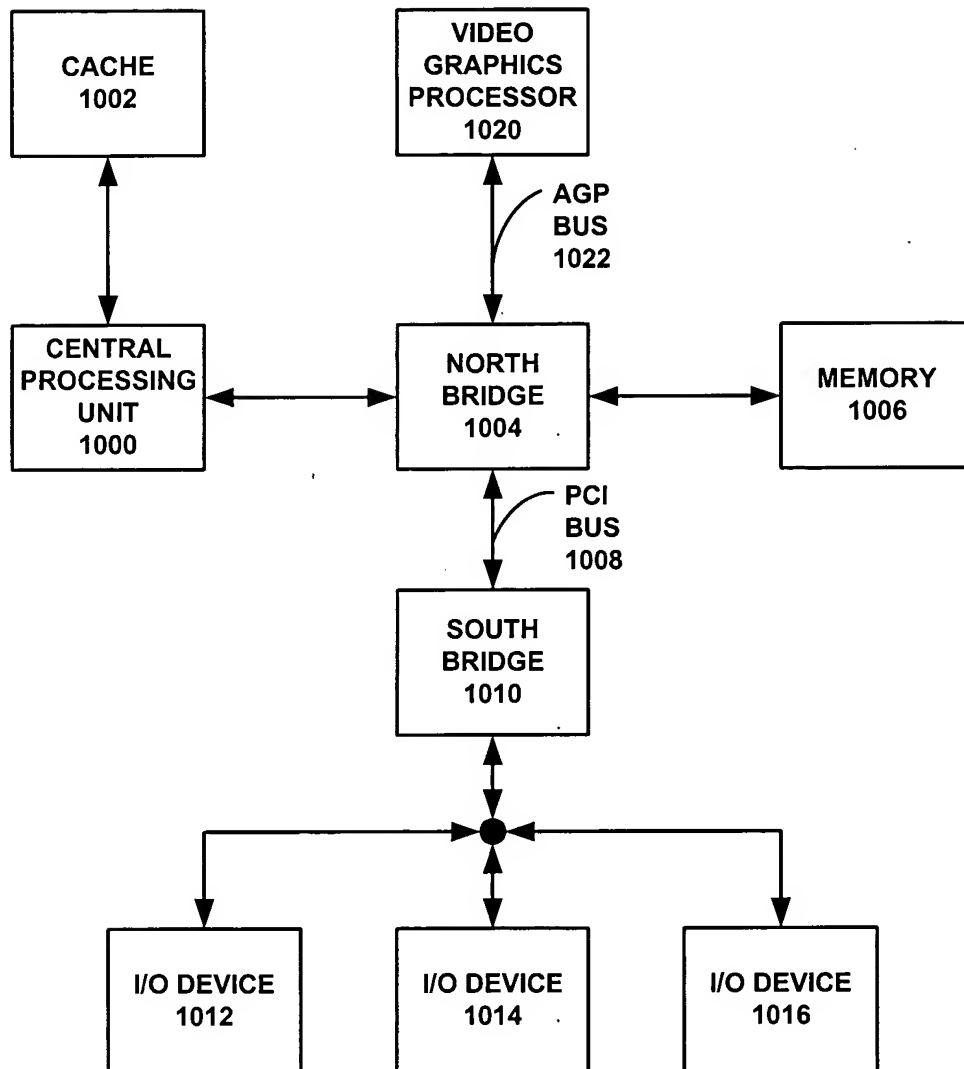 CACHE
1002
VIDEO
GRAPHICS
PROCESSOR
1020
AGP
BUS
1022
CENTRAL
PROCESSING
UNIT
1000
NORTH
BRIDGE
1004
MEMORY
1006
PCI
BUS
1008
SOUTH
BRIDGE
1010
I/O DEVICE
1012
I/O DEVICE
1014
I/O DEVICE
1016